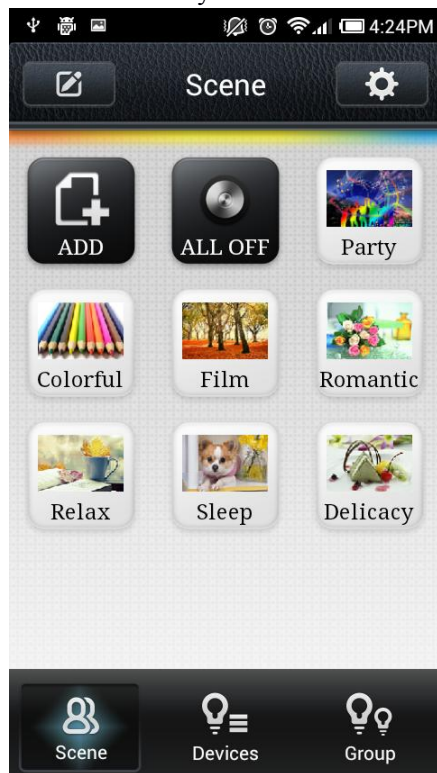 4:24PM
Scene
ADD
ALL OFF
Party
Colorful
Film
Romantic
Relax
Sleep
Delicacy
Scene
Devices
Group